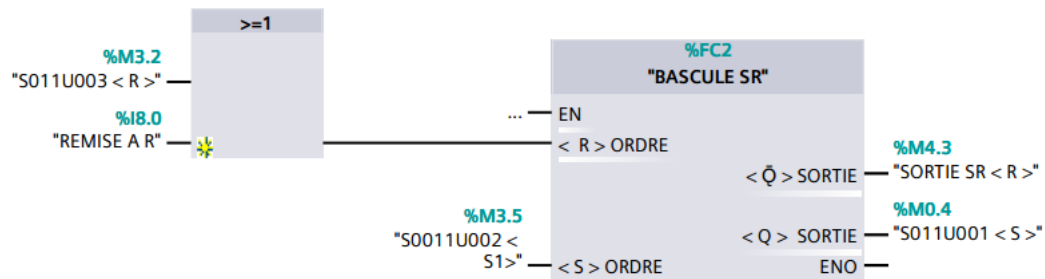 >=1
%M3.2
"S011U003 < R >"
%I8.0
"REMISE A R"
%FC2
"BASCULE SR"
... EN
< R > ORDRE
%M4.3
< Q̄ > SORTIE "SORTIE SR < R >"
%M3.5
%M0.4
"S0011U002 <
S1>"
< Q > SORTIE "S011U001 < S >"
< S > ORDRE
ENO